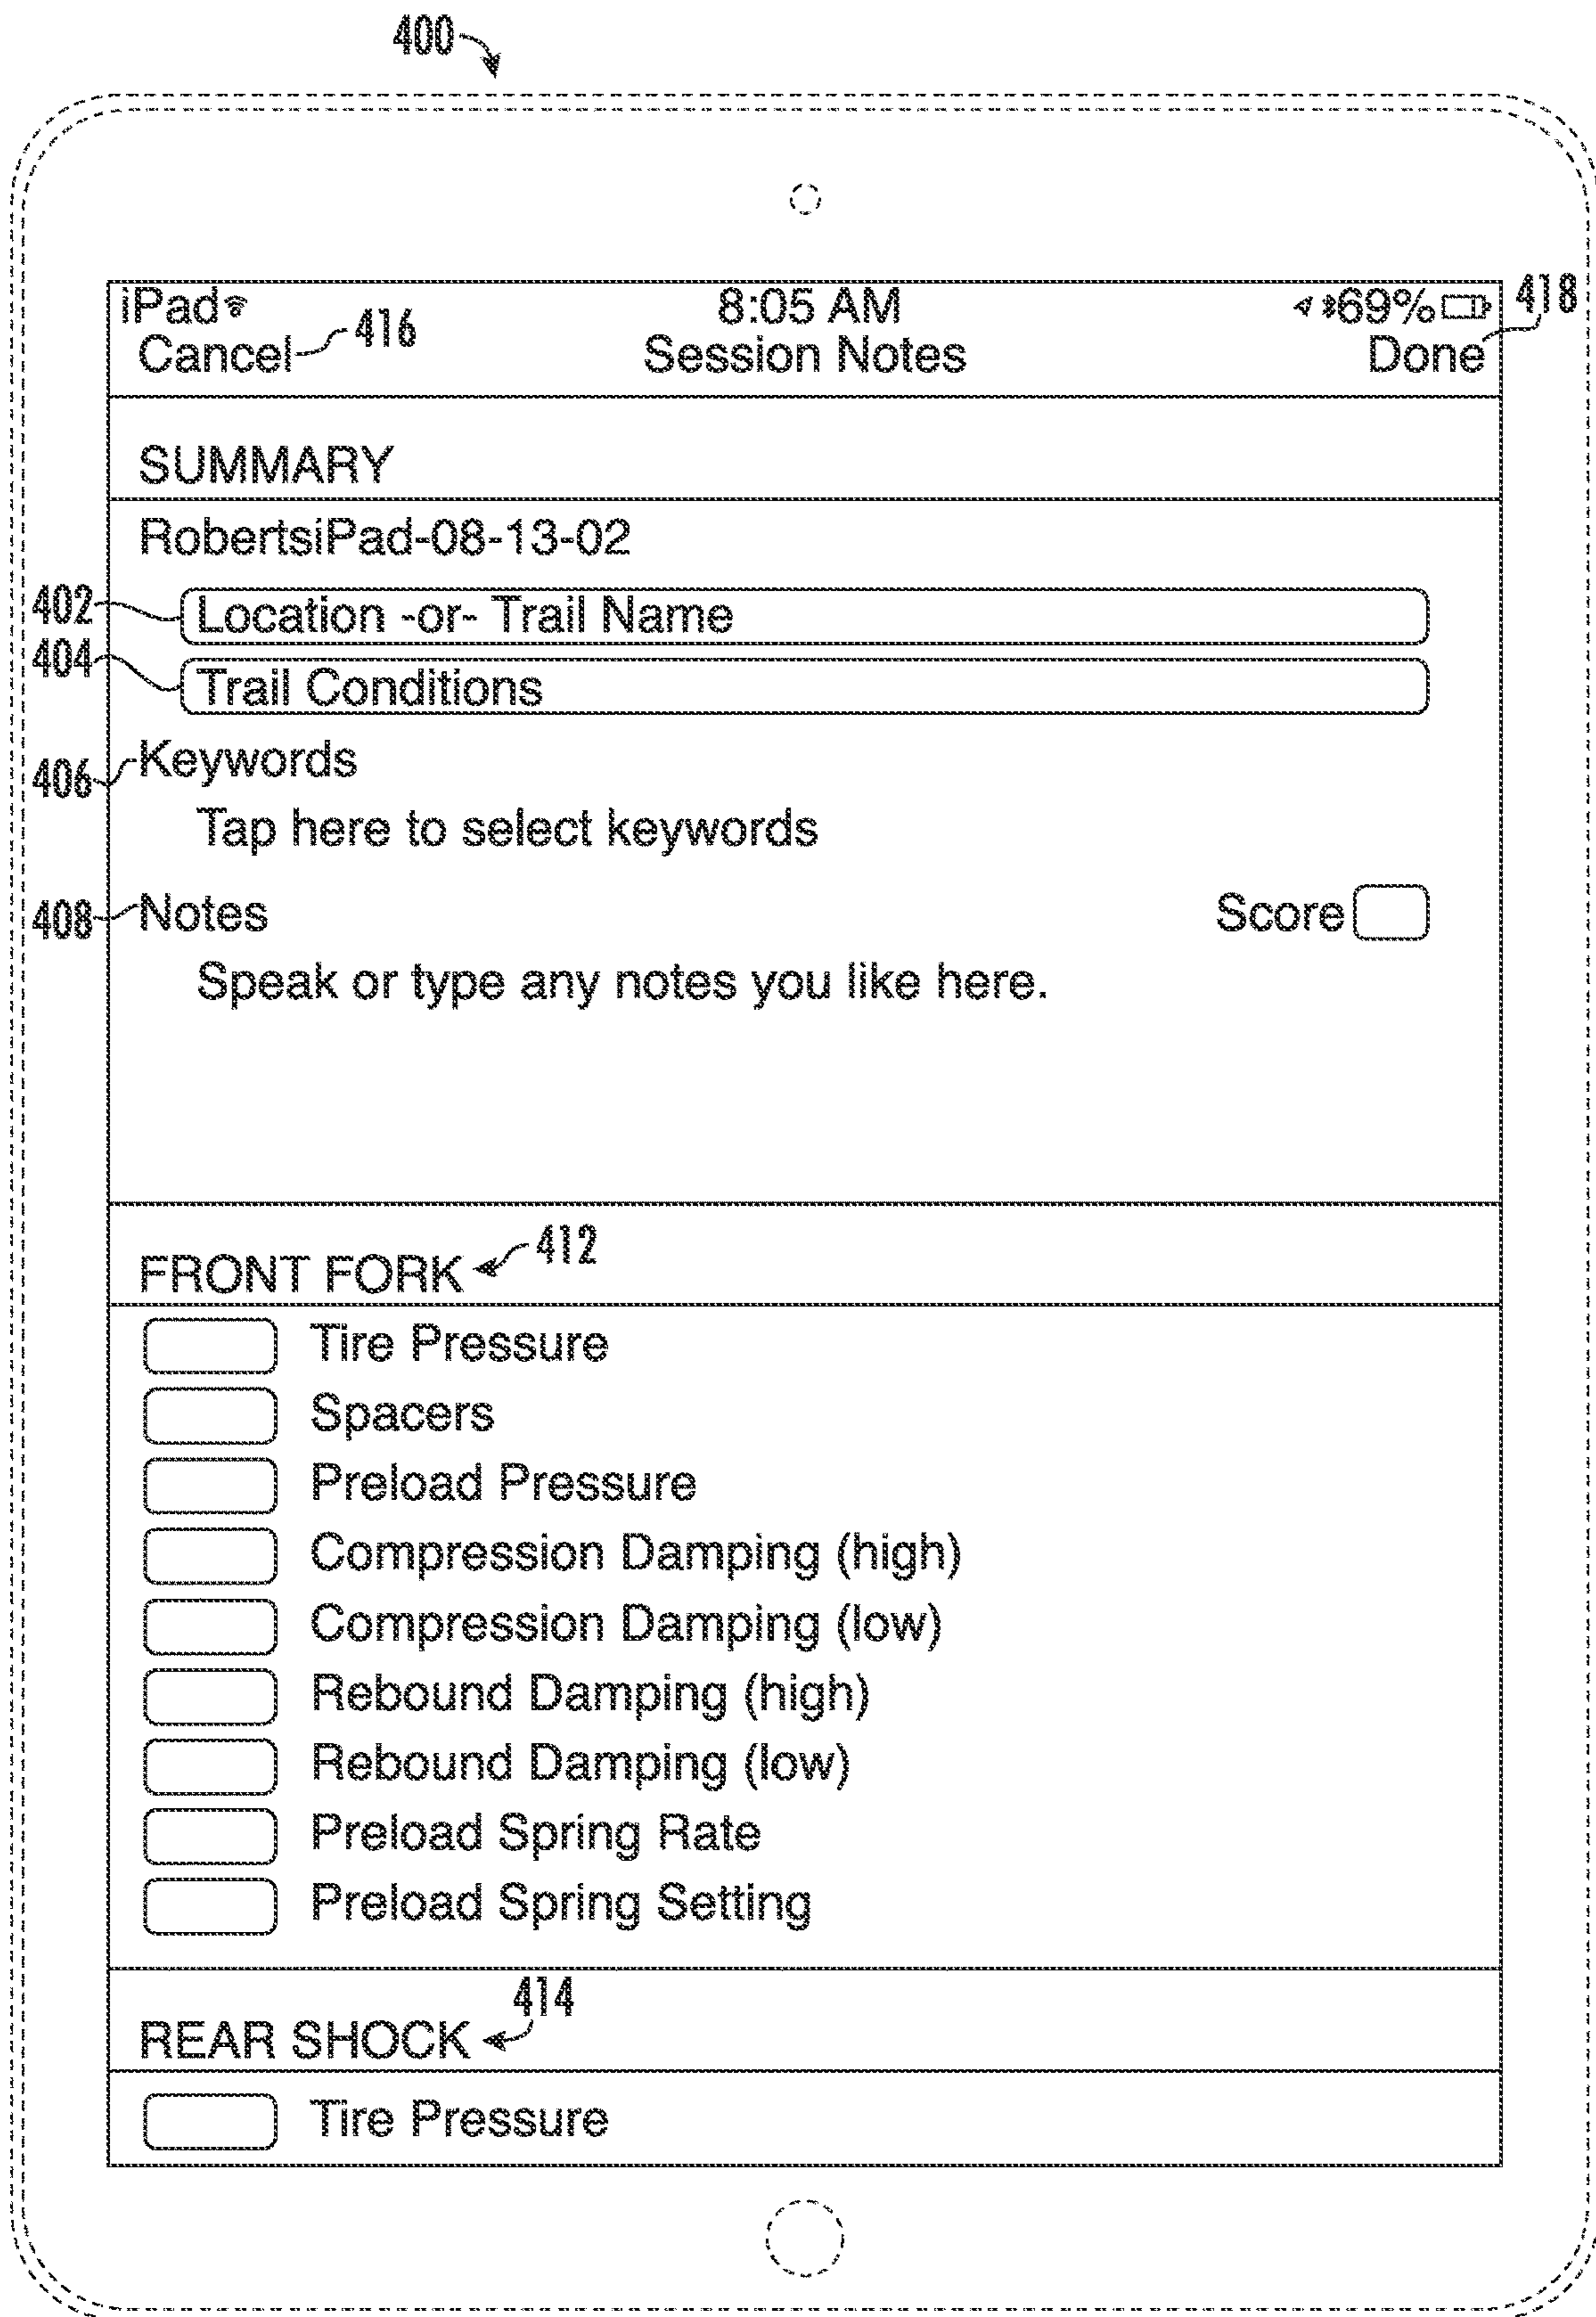 400
iPad 8:05 AM 69% 418
Cancel 416 Session Notes Done
SUMMARY
RobertsiPad-08-13-02
402 Location -or- Trail Name
404 Trail Conditions
406 Keywords
Tap here to select keywords
408 Notes Score
Speak or type any notes you like here.
FRONT FORK 412
Tire Pressure
Spacers
Preload Pressure
Compression Damping (high)
Compression Damping (low)
Rebound Damping (high)
Rebound Damping (low)
Preload Spring Rate
Preload Spring Setting
414
REAR SHOCK
Tire Pressure